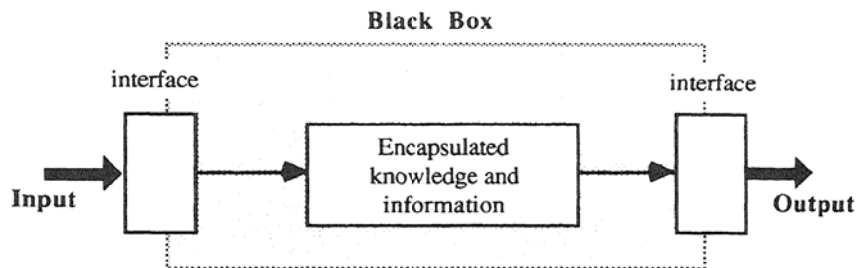 Black Box
interface
interface
Encapsulated
knowledge and
information
Input
Output